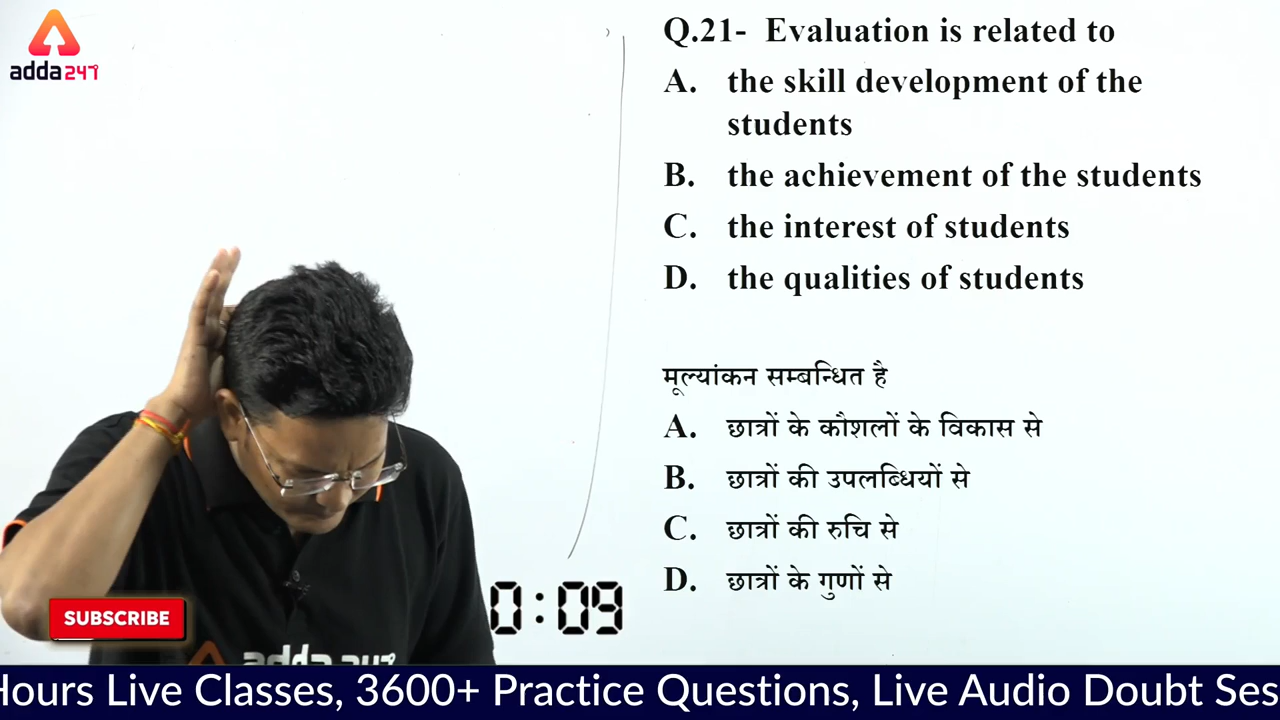 adda247
Q.21- Evaluation is related to
A. the skill development of the
students
B. the achievement of the students
C. the interest of students
D. the qualities of students
मूल्यांकन सम्बन्धित है
A. छात्रों के कौशलों के विकास से
B. छात्रों की उपलब्धियों से
C. छात्रों की रुचि से
D. छात्रों के गुणों से
0:09
SUBSCRIBE
adda247
Hours Live Classes, 3600+ Practice Questions, Live Audio Doubt Ses